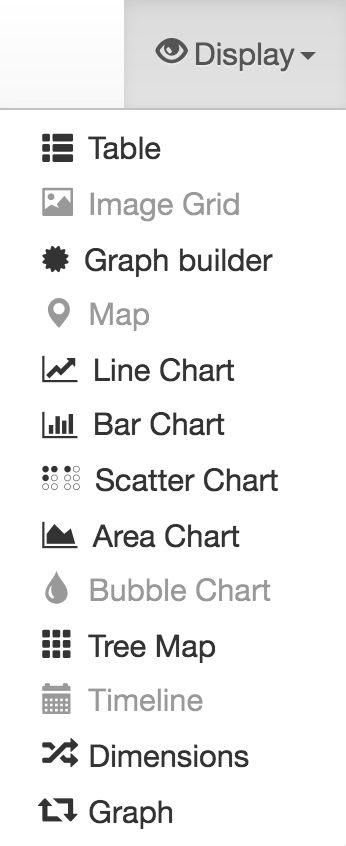 Display
Table
Image Grid
Graph builder
Map
Line Chart
Bar Chart
Scatter Chart
Area Chart
Bubble Chart
Tree Map
Timeline
Dimensions
Graph